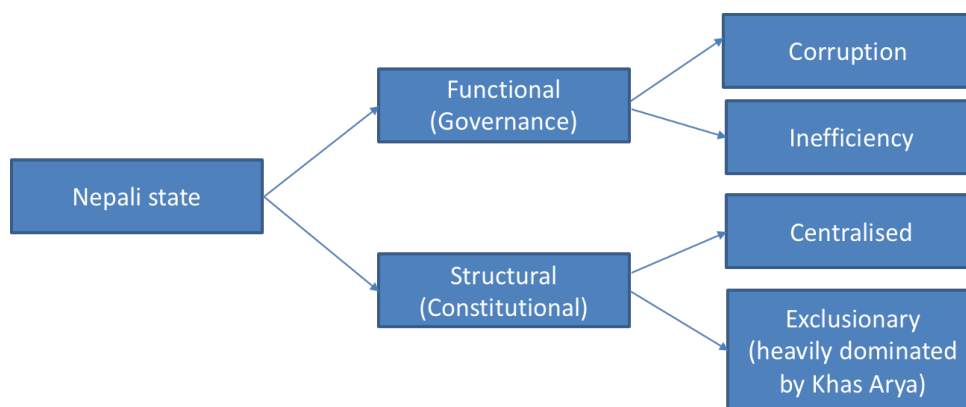 Nepali state
Functional
(Governance)
Corruption
Inefficiency
Structural
(Constitutional)
Centralised
Exclusionary
(heavily dominated
by Khas Arya)